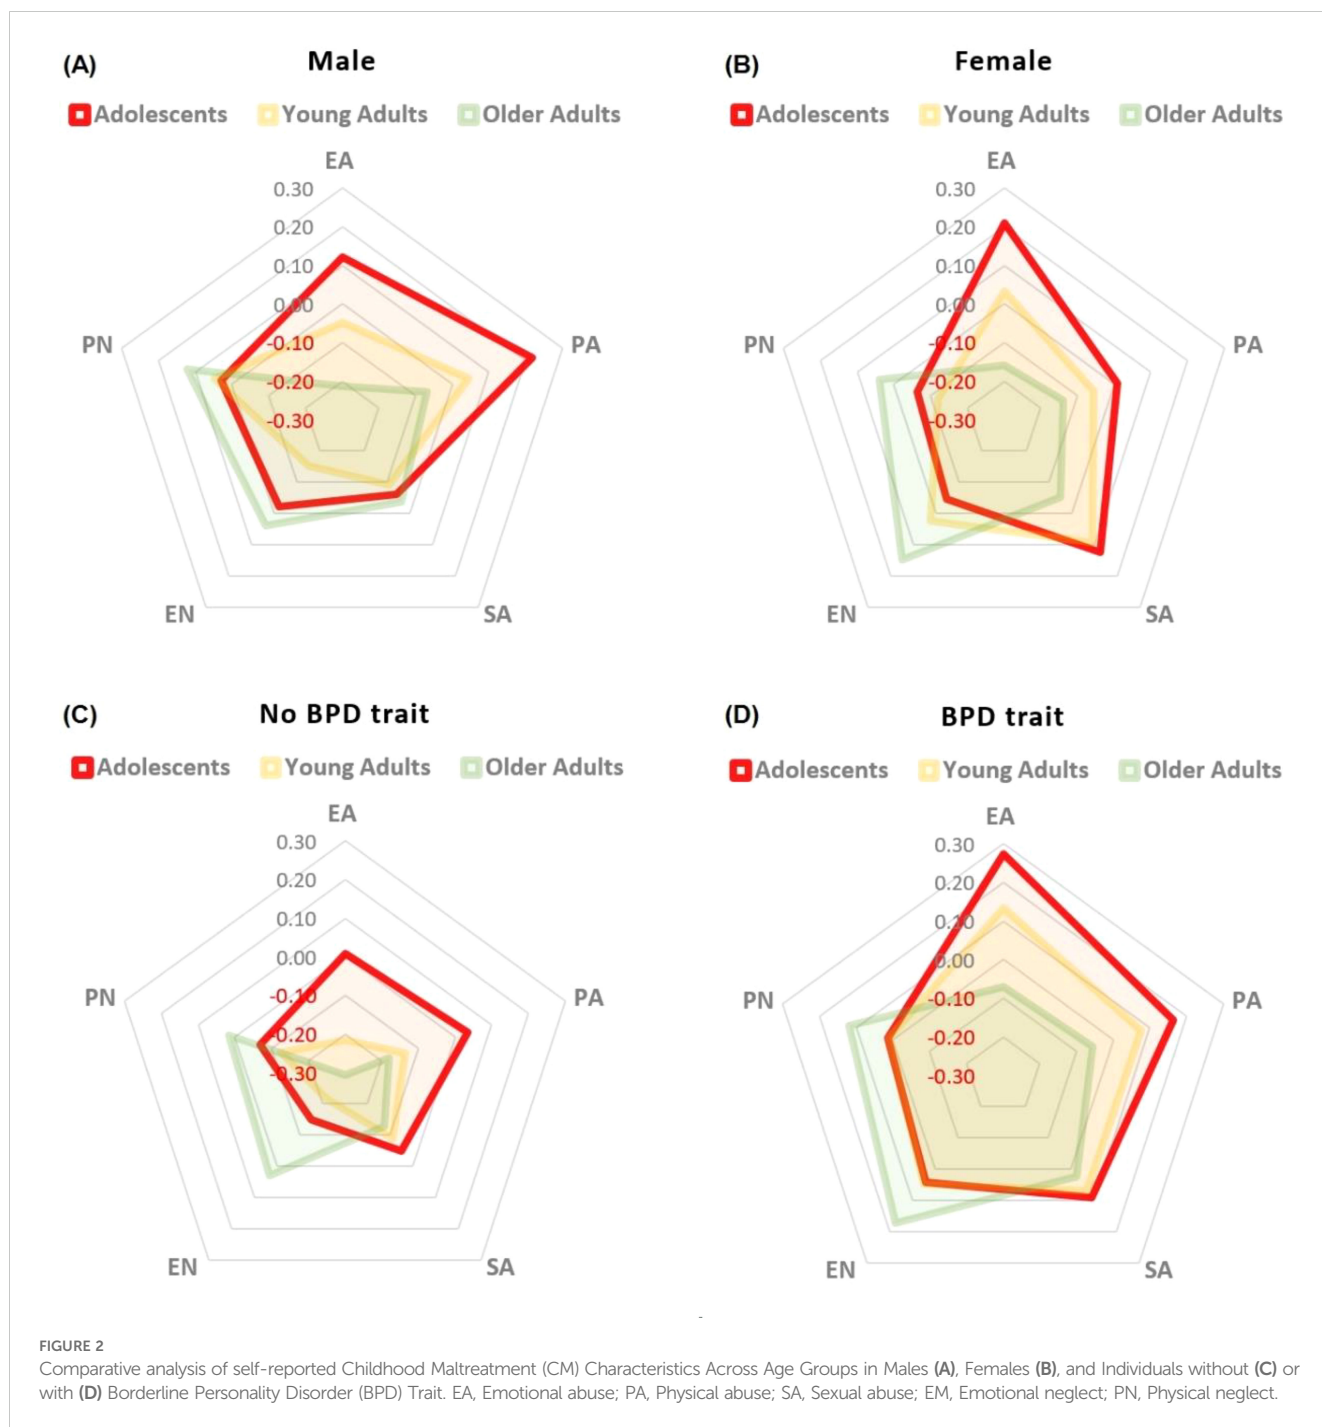 (A) Male
Adolescents Young Adults Older Adults
EA
0.30
0.20
0.10
0.00
-0.10
-0.20
-0.30
PN
PA
EN
SA
(B) Female
Adolescents Young Adults Older Adults
EA
0.30
0.20
0.10
0.00
-0.10
-0.20
-0.30
PN
PA
EN
SA
(C) No BPD trait
Adolescents Young Adults Older Adults
EA
0.30
0.20
0.10
0.00
-0.10
-0.20
-0.30
PN
PA
EN
SA
(D) BPD trait
Adolescents Young Adults Older Adults
EA
0.30
0.20
0.10
0.00
-0.10
-0.20
-0.30
PN
PA
EN
SA
FIGURE 2
Comparative analysis of self-reported Childhood Maltreatment (CM) Characteristics Across Age Groups in Males (A), Females (B), and Individuals without (C) or
with (D) Borderline Personality Disorder (BPD) Trait. EA, Emotional abuse; PA, Physical abuse; SA, Sexual abuse; EM, Emotional neglect; PN, Physical neglect.